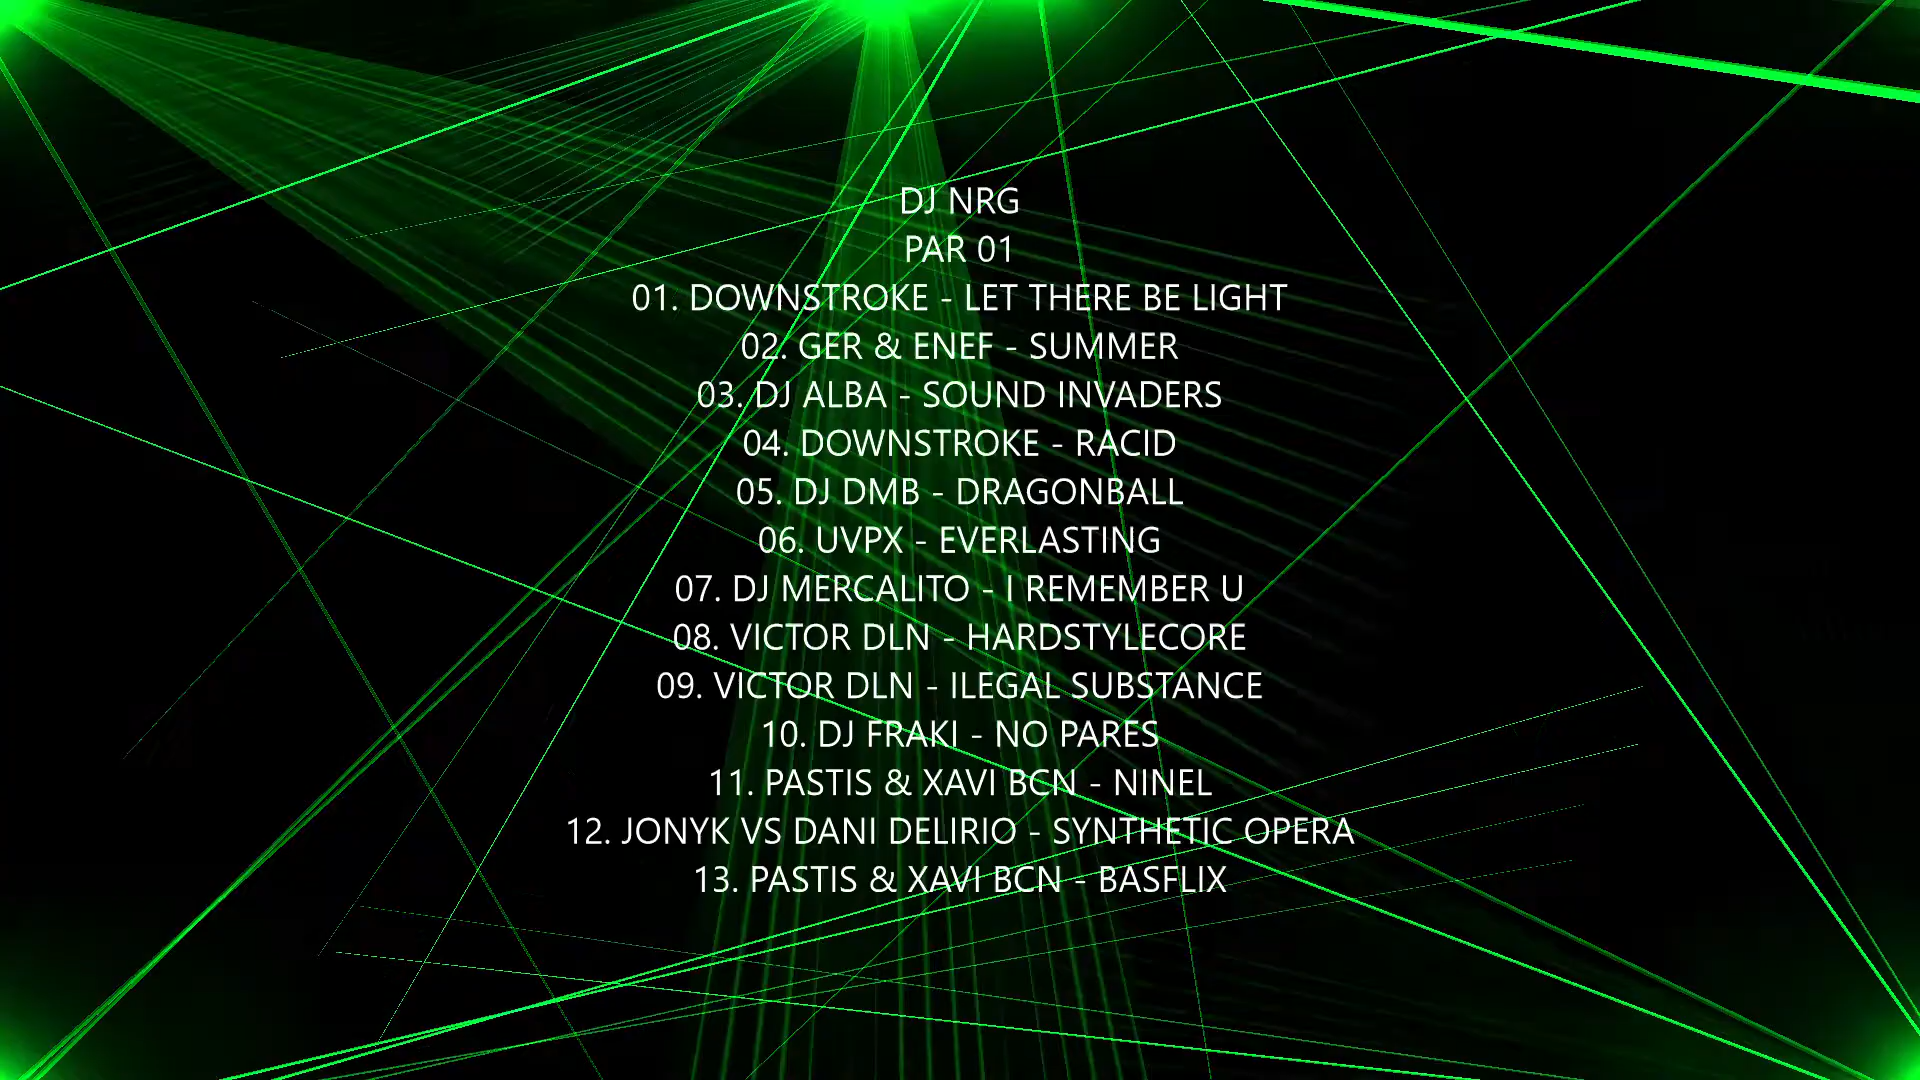 DJ NRG
PAR 01
01. DOWNSTROKE - LET THERE BE LIGHT
02. GER & ENEF - SUMMER
03. DJ ALBA - SOUND INVADERS
04. DOWNSTROKE - RACID
05. DJ DMB - DRAGONBALL
06. UVPX - EVERLASTING
07. DJ MERCALITO - I REMEMBER U
08. VICTOR DLN - HARDSTYLECORE
09. VICTOR DLN - ILEGAL SUBSTANCE
10. DJ FRAKI - NO PARES
11. PASTIS & XAVI BCN - NINEL
12. JONYK VS DANI DELIRIO - SYNTHETIC OPERA
13. PASTIS & XAVI BCN - BASFLIX